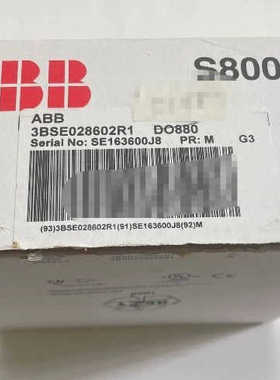 ABB
S800
ABB
3BSE028602R1 DO880
Serial No: SE163600J8 PR: M G3
(93)3BSE028602R1(91)SE163600J8(92)M